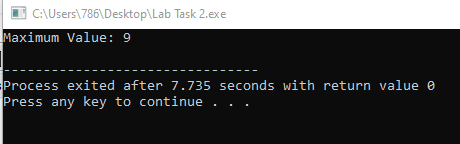 C:\Users\786\Desktop\Lab Task 2.exe
Maximum Value: 9
--------------------------------
Process exited after 7.735 seconds with return value 0
Press any key to continue . . .